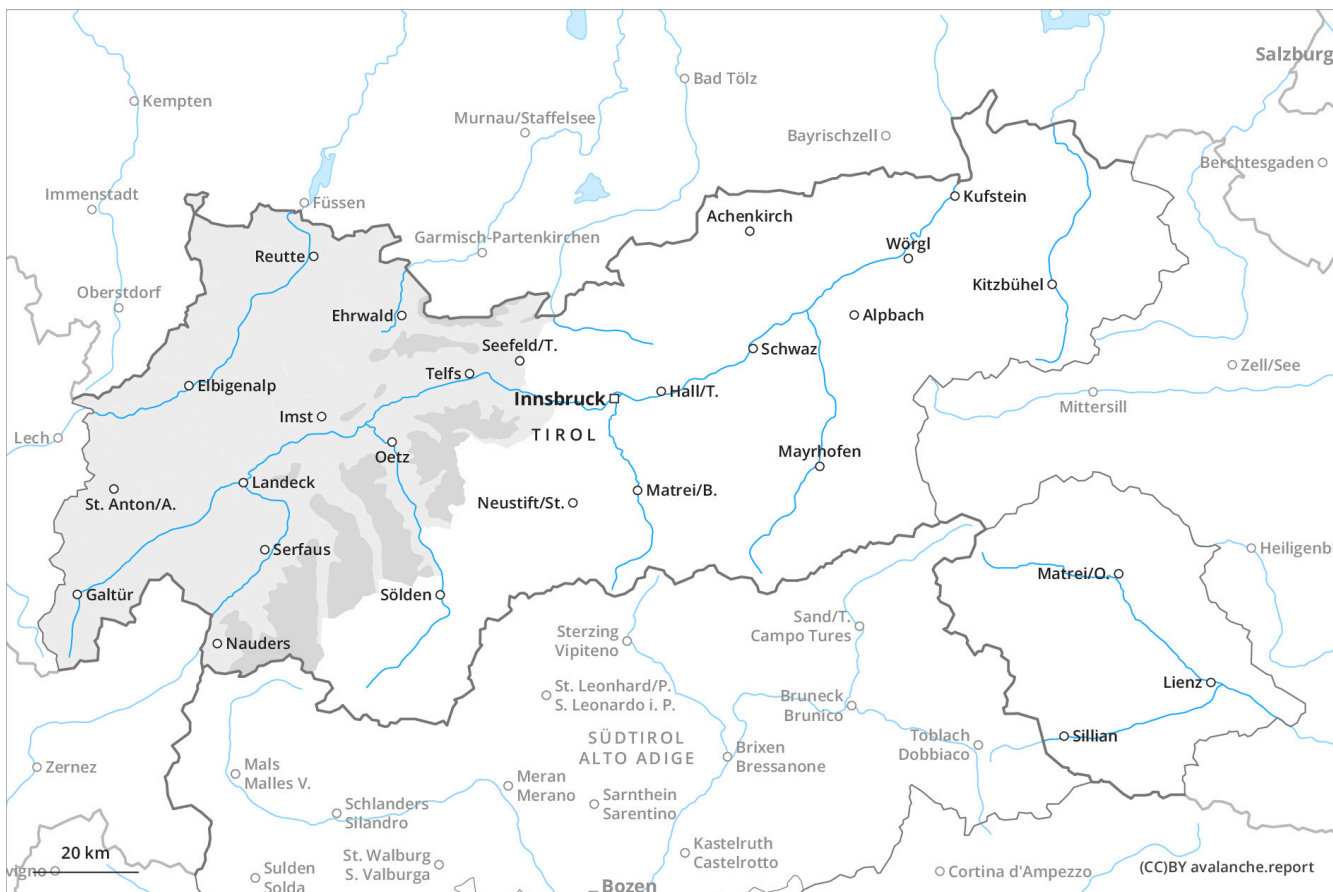 Salzburg
Kempten
Bad Tölz
Murnau/Staffelsee
Bayrischzell
Berchtesgaden
Immenstadt
Füssen
Kufstein
Achenkirch
Garmisch-Partenkirchen
Wörgl
Reutte
Oberstdorf
Kitzbühel
Ehrwald
Alpbach
Seefeld/T.
Schwaz
Zell/See
Telfs
Elbigenalp
Innsbruck
Hall/T.
Mittersill
Imst
Lech
TIROL
Oetz
Mayrhofen
Landeck
St. Anton/A.
Matrei/B.
Neustift/St.
Serfaus
Heiligenb
Matrei/O.
Galtür
Sölden
Sand/T.
Campo Tures
Nauders
Sterzing
Vipiteno
Lienz
St. Leonhard/P.
S. Leonardo i. P.
Bruneck
Brunico
SÜDTIROL
ALTO ADIGE
Sillian
Toblach
Dobbiaco
Brixen
Bressanone
Zernez
Mals
Malles V.
Meran
Merano
Schlanders
Silandro
Sarnthein
Sarentino
Kastelruth
Castelrotto
20 km
vigno
St. Walburg
S. Valburga
Sulden
Solda
Bozen
Cortina d'Ampezzo
(CC)BY avalanche.report